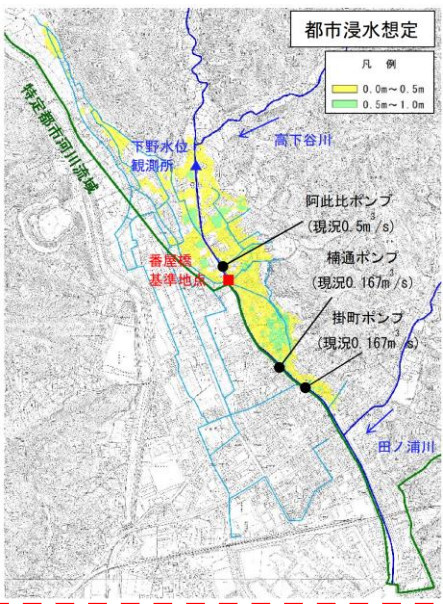 都市浸水想定
凡 例
0.0m～0.5m
0.5m～1.0m
特定都市河川流域
下野水位
観測所
高下谷川
阿此比ポンプ
(現況0.5m3/s)
番屋橋
基準地点
楠通ポンプ
(現況0.167m3/s)
掛町ポンプ
(現況0.167m3/s)
田ノ浦川